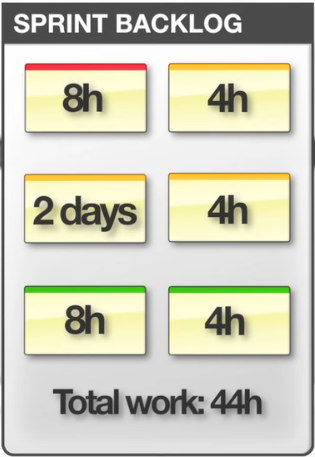 SPRINT BACKLOG
8h 4h
2 days 4h
8h 4h
Total work: 44h